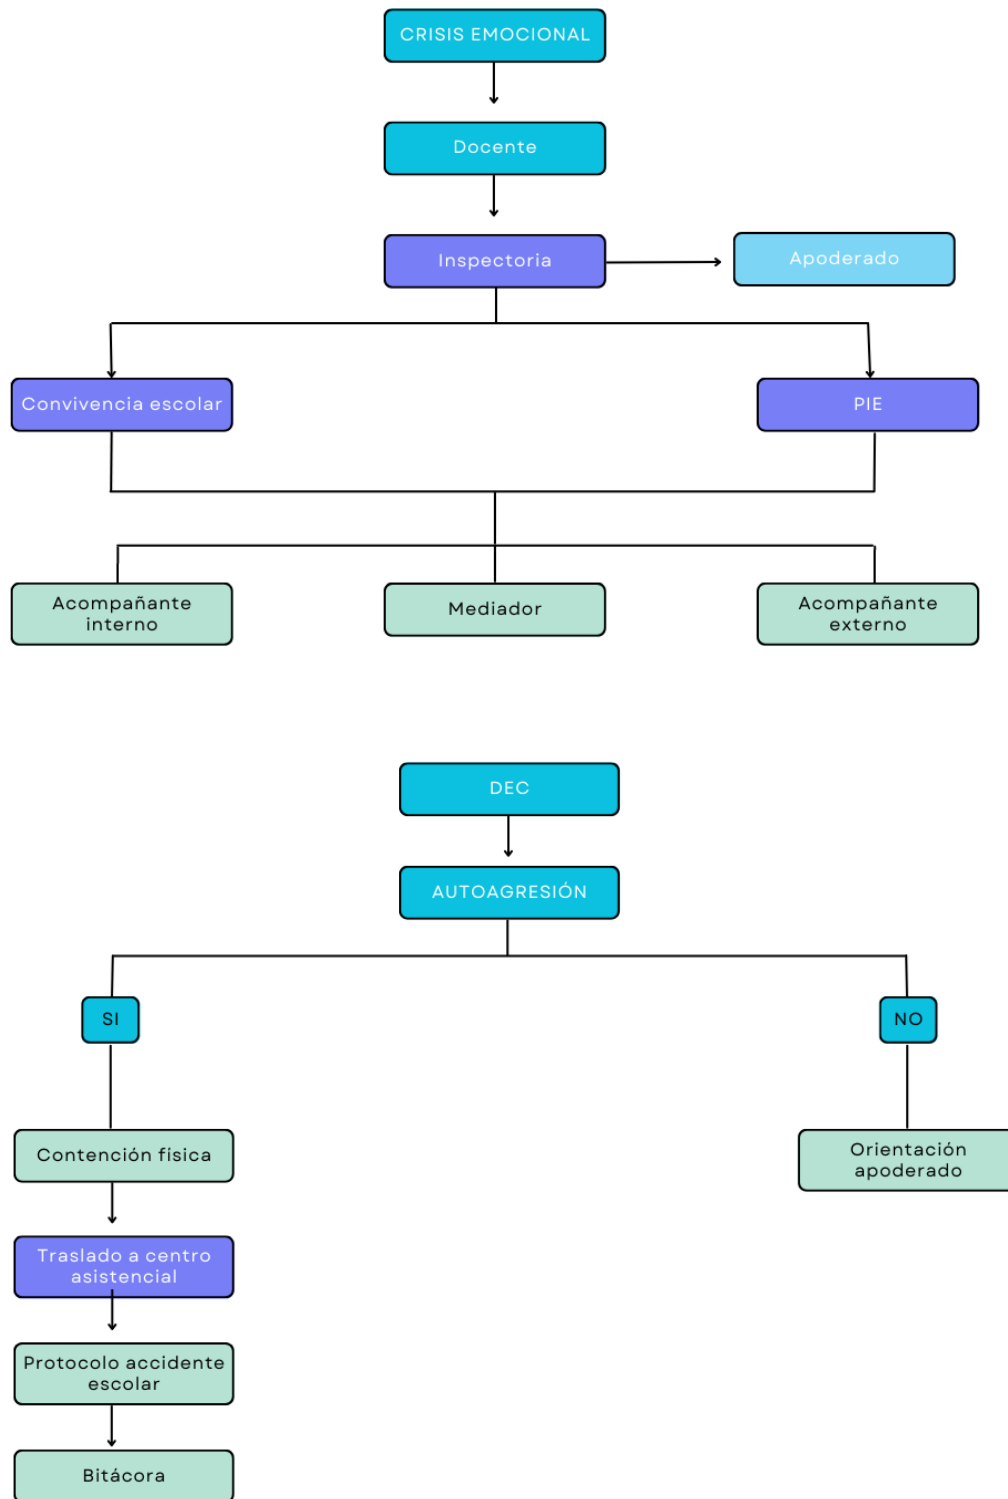 CRISIS EMOCIONAL
Docente
Inspectoria
Apoderado
Convivencia escolar
PIE
Acompañante
interno
Mediador
Acompañante
externo
DEC
AUTOAGRESIÓN
SI
NO
Contención física
Orientación
apoderado
Traslado a centro
asistencial
Protocolo accidente
escolar
Bitácora